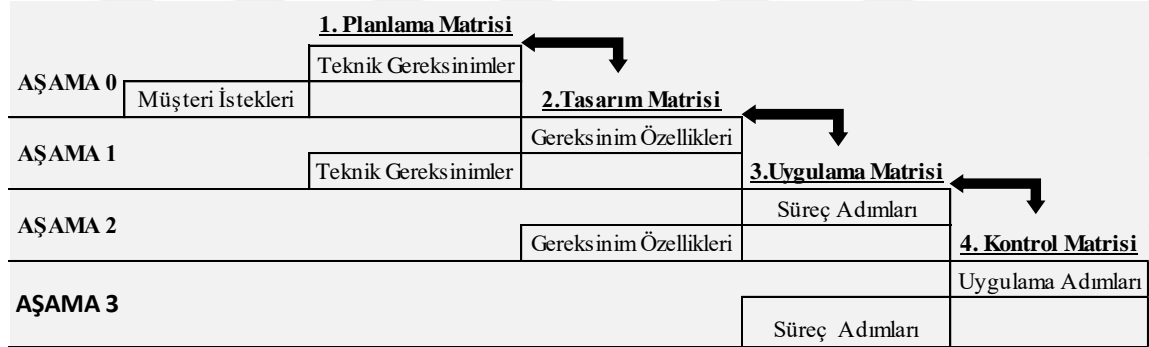 1. Planlama Matrisi
Teknik Gereksinimler
AŞAMA 0
Müşteri İstekleri
2.Tasarım Matrisi
Gereksinim Özellikleri
AŞAMA 1
Teknik Gereksinimler
3.Uygulama Matrisi
Süreç Adımları
AŞAMA 2
Gereksinim Özellikleri
4. Kontrol Matrisi
Uygulama Adımları
AŞAMA 3
Süreç Adımları